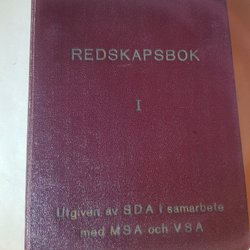 REDSKAPSBOK
I
Utgiven av SDA i samarbete
med MSA och VSA